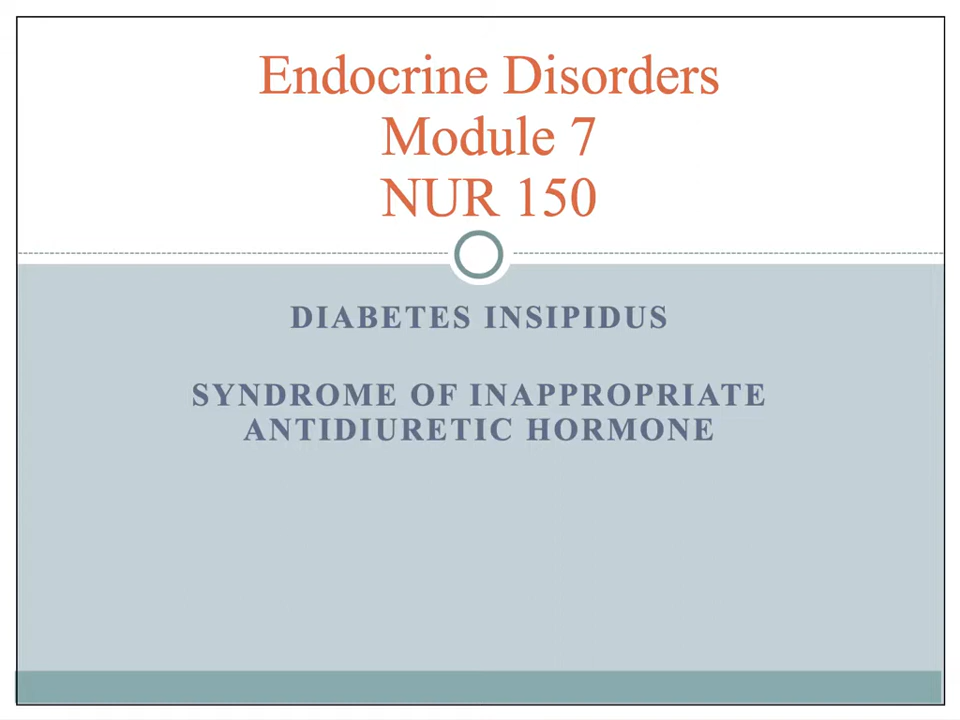 Endocrine Disorders
Module 7
NUR 150
DIABETES INSIPIDUS
SYNDROME OF INAPPROPRIATE
ANTIDIURETIC HORMONE